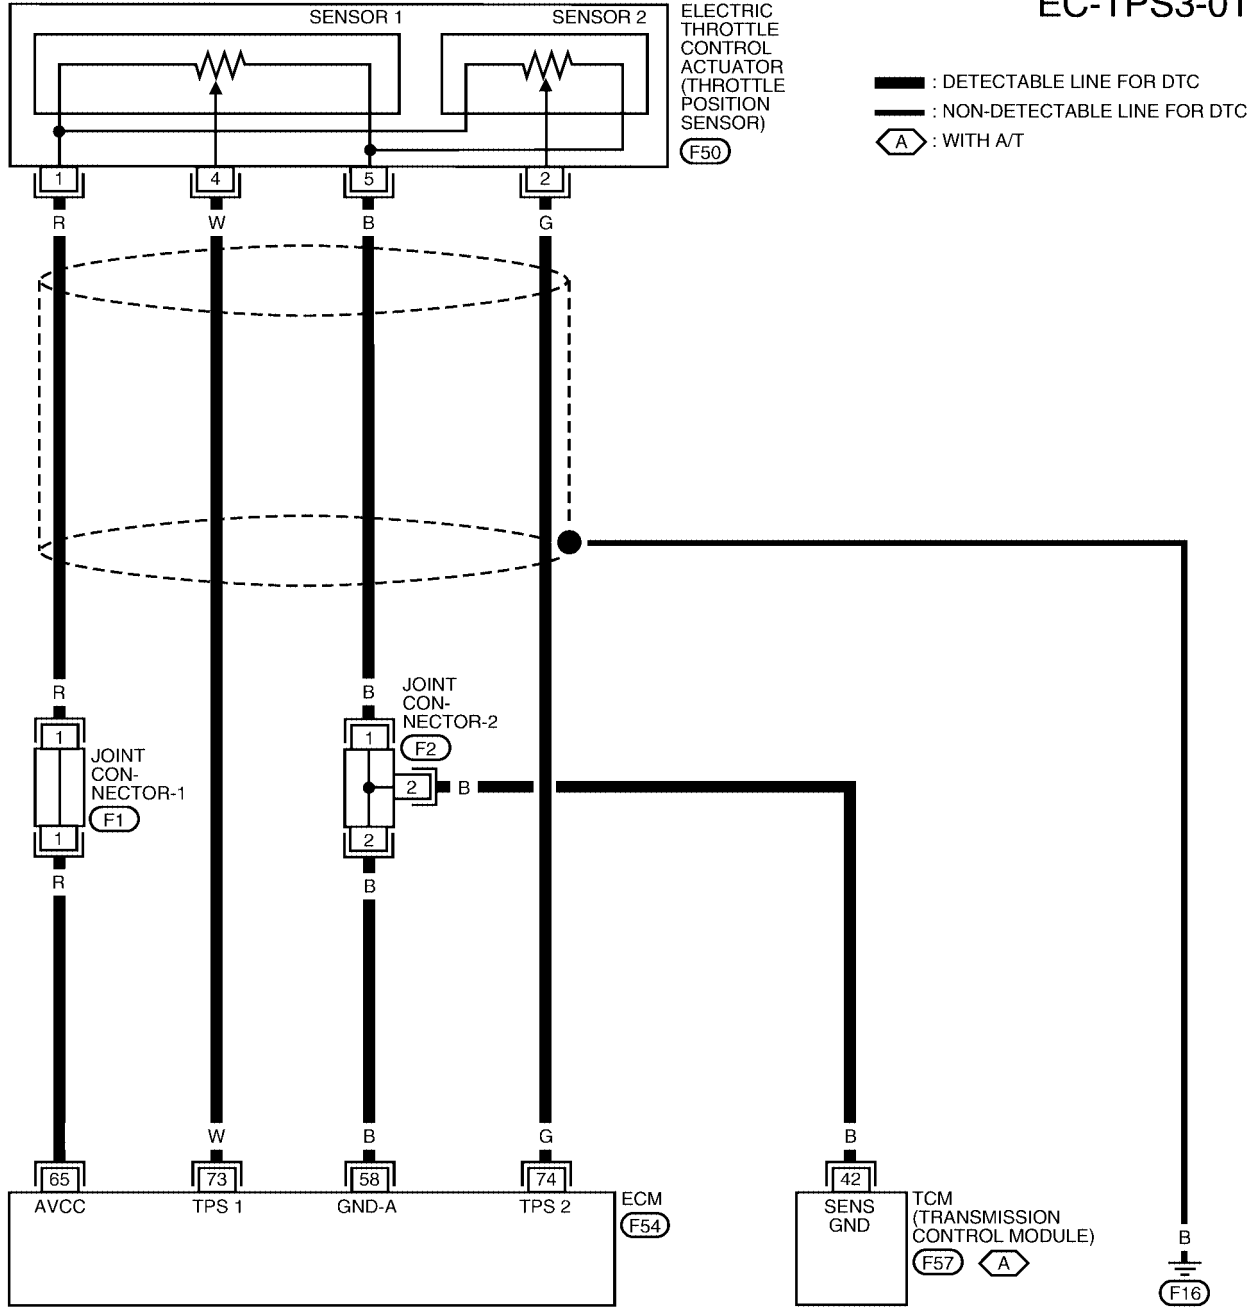 EC-TPS3-01
SENSOR 1
SENSOR 2
ELECTRIC
THROTTLE
CONTROL
ACTUATOR
(THROTTLE
POSITION
SENSOR)
F50
: DETECTABLE LINE FOR DTC
: NON-DETECTABLE LINE FOR DTC
A : WITH A/T
1 4 5 2
R W B G
R B
JOINT
CON-
NECTOR-2
F2
1 1
JOINT
CON-
NECTOR-1
F1
2 B
1 2
R B
W B G B
65 73 58 74 42
AVCC TPS 1 GND-A TPS 2
ECM
F54
SENS
GND
TCM
(TRANSMISSION
CONTROL MODULE)
F57 A
B
F16